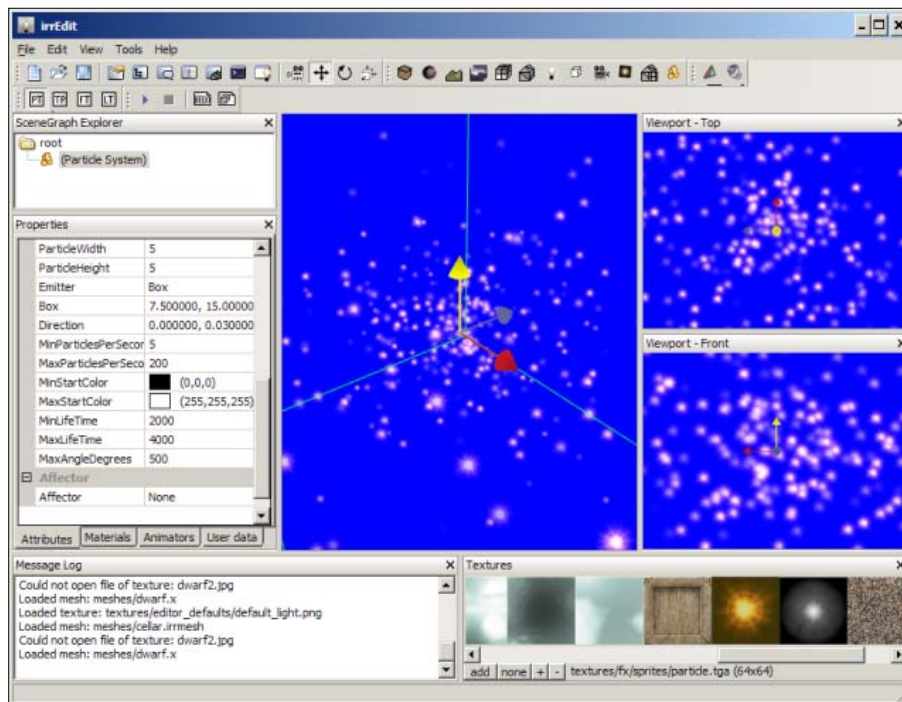 irrEdit
File Edit View Tools Help
PT TP FT LT
SceneGraph Explorer
root
(Particle System)
Properties
ParticleWidth 5
ParticleHeight 5
Emitter Box
Box 7.500000, 15.00000
Direction 0.000000, 0.030000
MinParticlesPerSecor 5
MaxParticlesPerSeco 200
MinStartColor (0,0,0)
MaxStartColor (255,255,255)
MinLifeTime 2000
MaxLifeTime 4000
MaxAngleDegrees 500
Affector
Affector None
Attributes Materials Animators User data
Viewport - Top
Viewport - Front
Message Log
Could not open file of texture: dwarf2.jpg
Loaded mesh: meshes/dwarf.x
Loaded texture: textures/editor_defaults/default_light.png
Loaded mesh: meshes/cellar.irrmesh
Could not open file of texture: dwarf2.jpg
Loaded mesh: meshes/dwarf.x
Textures
add none + - textures/fx/sprites/particle.tga (64x64)